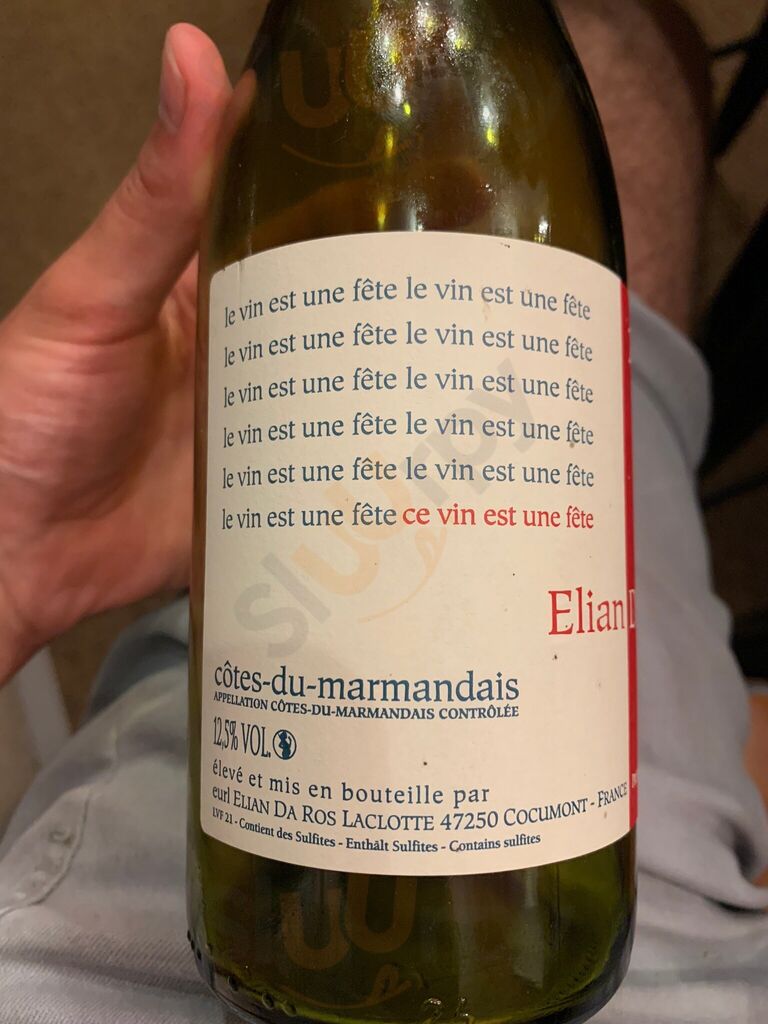 le vin est une fête le vin est une fête
le vin est une fête le vin est une fête
le vin est une fête le vin est une fête
le vin est une fête le vin est une fête
le vin est une fête le vin est une fête
le vin est une fête ce vin est une fête
Elian
côtes-du-marmandais
APPELLATION CÔTES-DU-MARMANDAIS CONTRÔLÉE
12,5% VOL.
élevé et mis en bouteille par
eurl ELIAN DA ROS LACLOTTE 47250 COCUMONT - FRANCE
LVF 21 - Contient des Sulfites - Enthält Sulfites - Contains sulfites
sluurpy